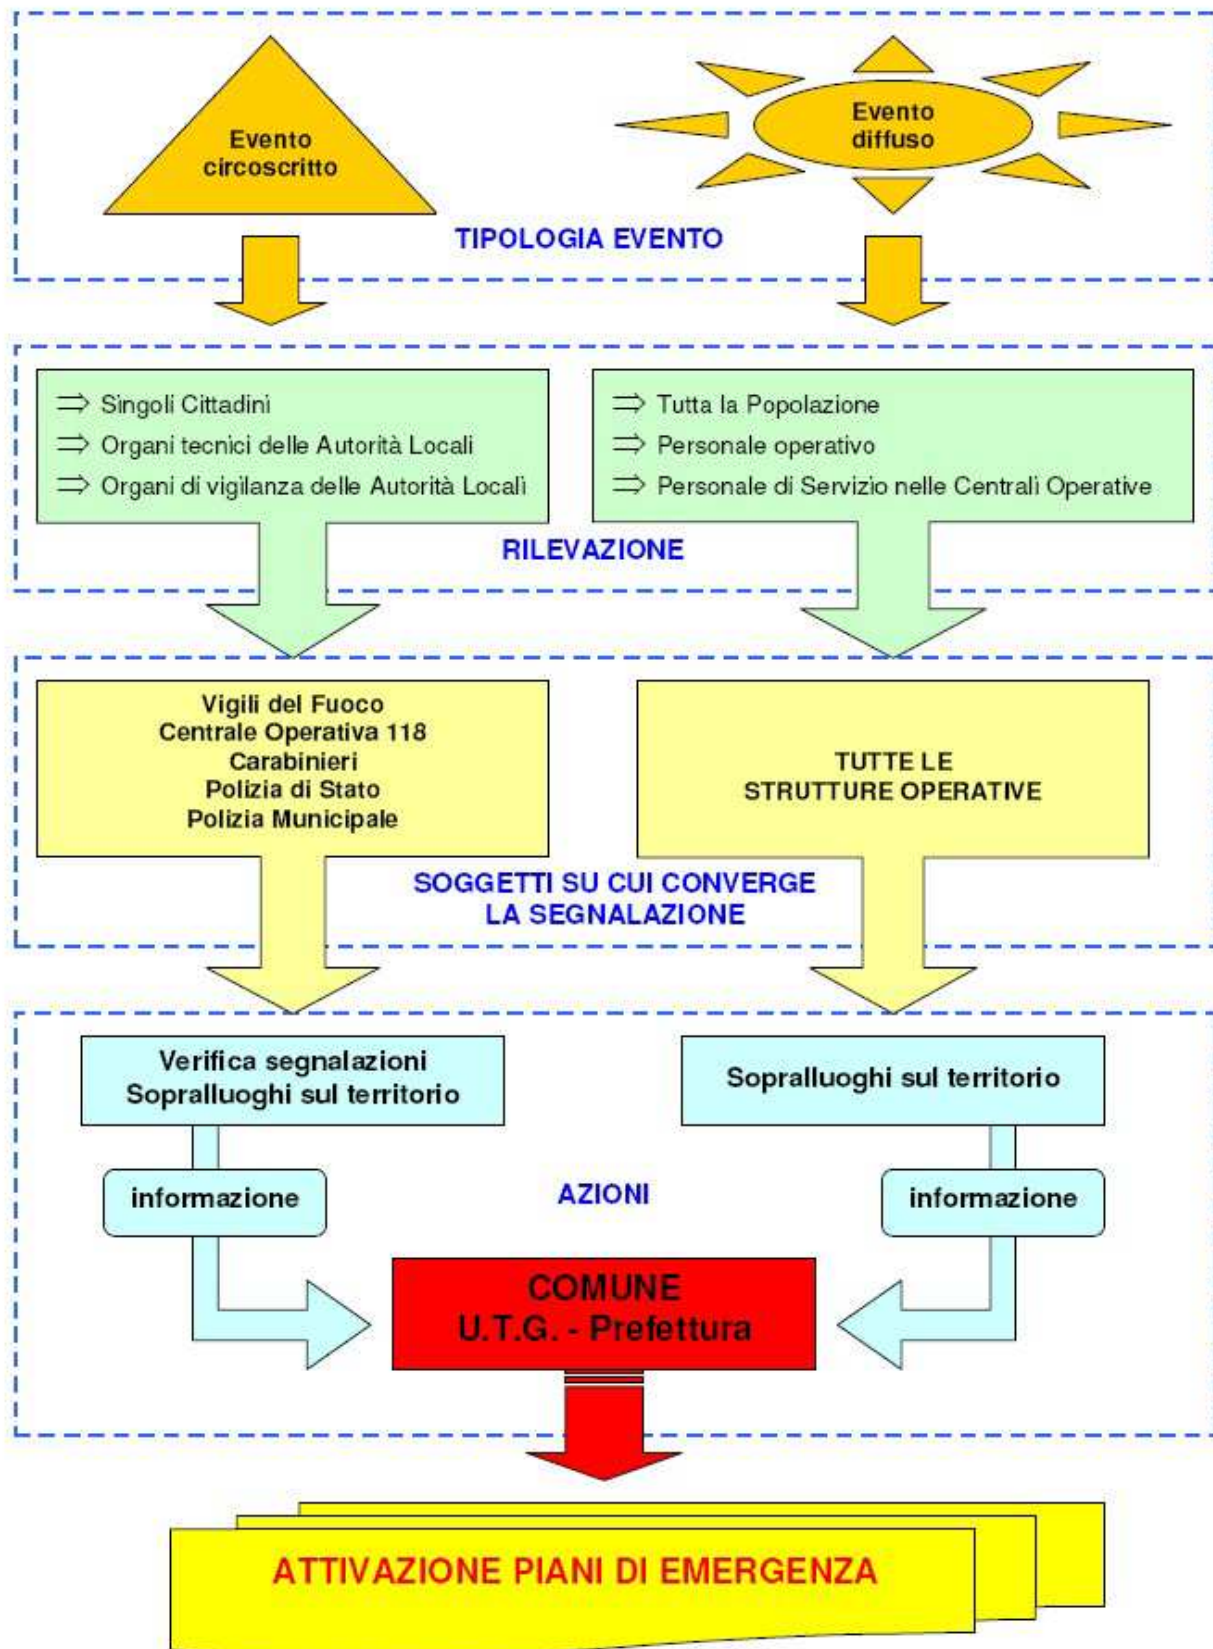 Evento
circoscritto
Evento
diffuso
TIPOLOGIA EVENTO
⇒ Singoli Cittadini
⇒ Organi tecnici delle Autorità Locali
⇒ Organi di vigilanza delle Autorità Locali
⇒ Tutta la Popolazione
⇒ Personale operativo
⇒ Personale di Servizio nelle Centrali Operative
RILEVAZIONE
Vigili del Fuoco
Centrale Operativa 118
Carabinieri
Polizia di Stato
Polizia Municipale
TUTTE LE
STRUTTURE OPERATIVE
SOGGETTI SU CUI CONVERGE
LA SEGNALAZIONE
Verifica segnalazioni
Sopralluoghi sul territorio
Sopralluoghi sul territorio
informazione
AZIONI
informazione
COMUNE
U.T.G. - Prefettura
ATTIVAZIONE PIANI DI EMERGENZA